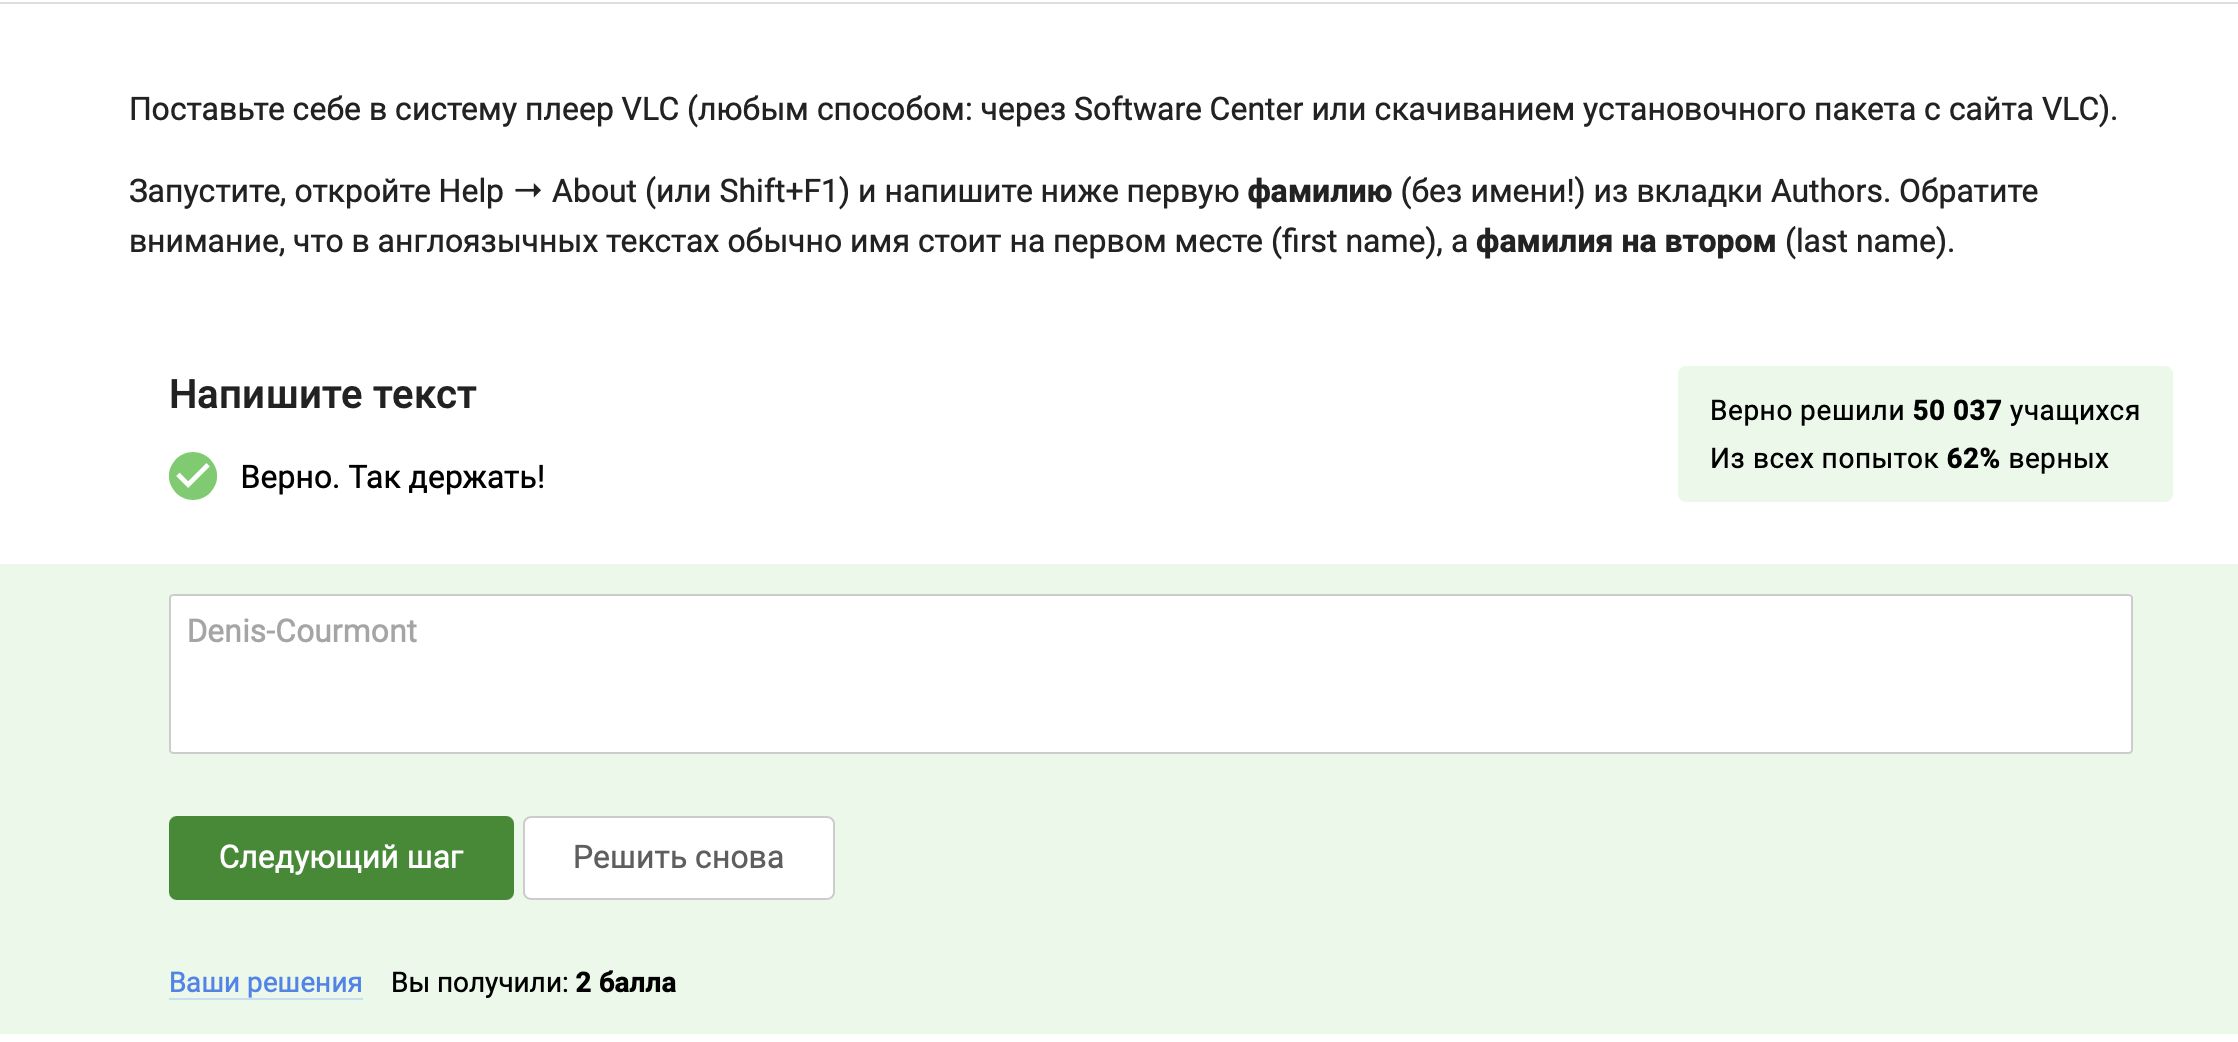 Поставьте себе в систему плеер VLC (любым способом: через Software Center или скачиванием установочного пакета с сайта VLC).
Запустите, откройте Help → About (или Shift+F1) и напишите ниже первую фамилию (без имени!) из вкладки Authors. Обратите
внимание, что в англоязычных текстах обычно имя стоит на первом месте (first name), а фамилия на втором (last name).
Напишите текст
Верно решили 50 037 учащихся
Из всех попыток 62% верных
Верно. Так держать!
Denis-Courmont
Следующий шаг
Решить снова
Ваши решения
Вы получили: 2 балла